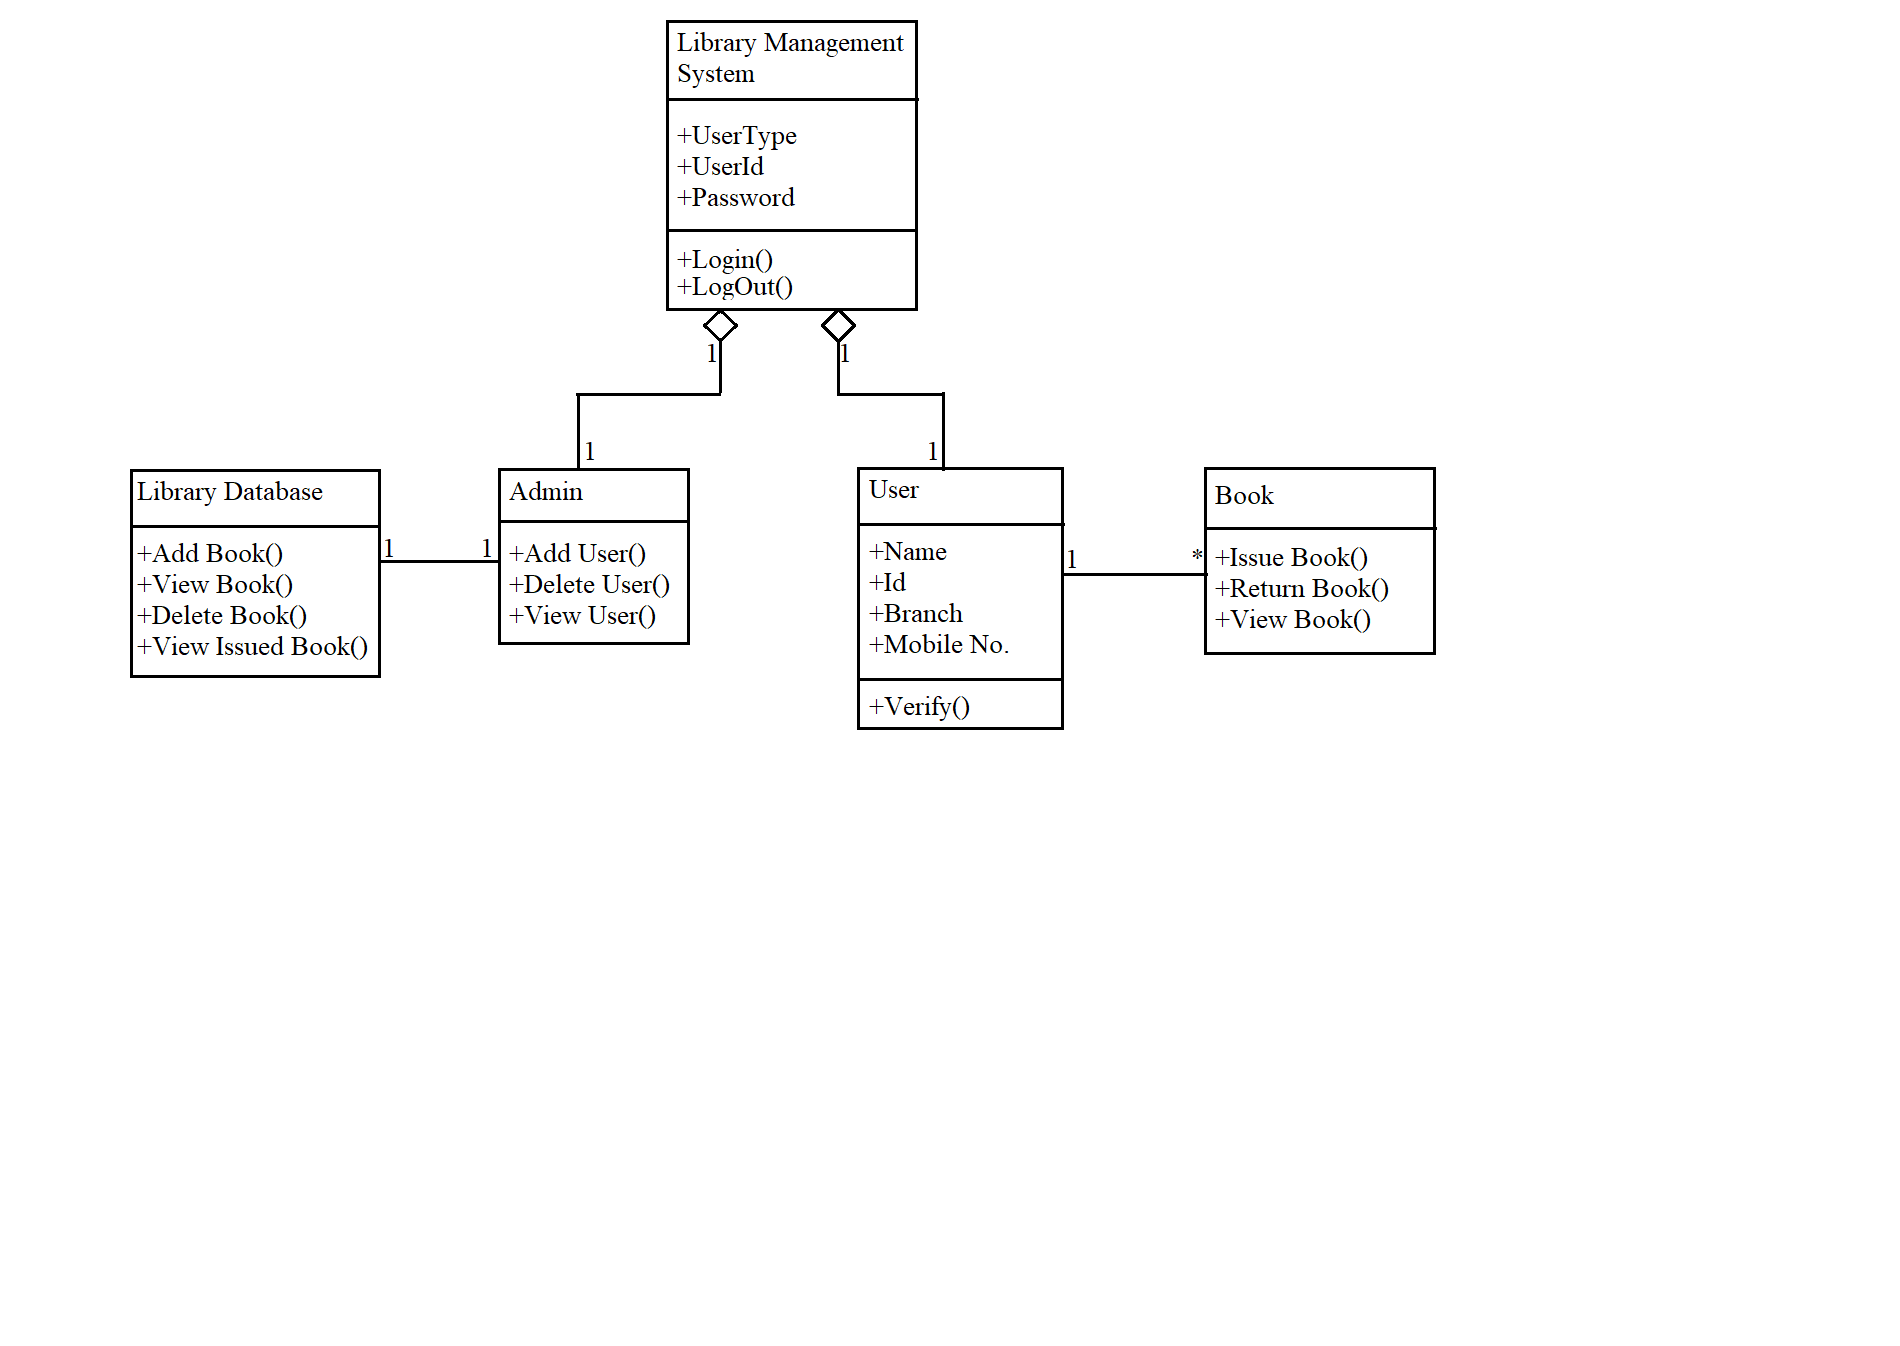 Library Management
System
+UserType
+UserId
+Password
+Login()
+LogOut()
1
1
1
1
Library Database
+Add Book()
+View Book()
+Delete Book()
+View Issued Book()
1
1
Admin
+Add User()
+Delete User()
+View User()
User
+Name
+Id
+Branch
+Mobile No.
+Verify()
1
*
Book
+Issue Book()
+Return Book()
+View Book()